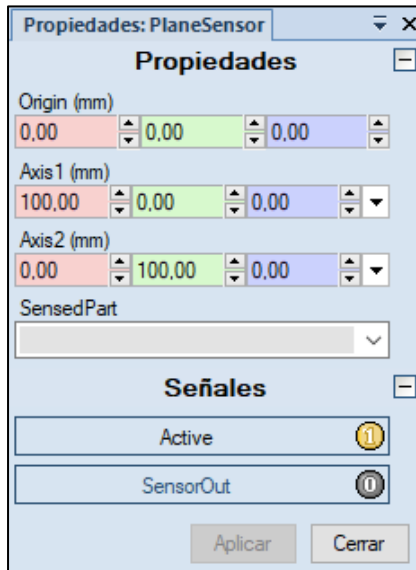 Propiedades: PlaneSensor
Propiedades
Origin (mm)
0,00 0,00 0,00
Axis1 (mm)
100,00 0,00 0,00
Axis2 (mm)
0,00 100,00 0,00
SensedPart
Señales
Active 1
SensorOut 0
Aplicar Cerrar